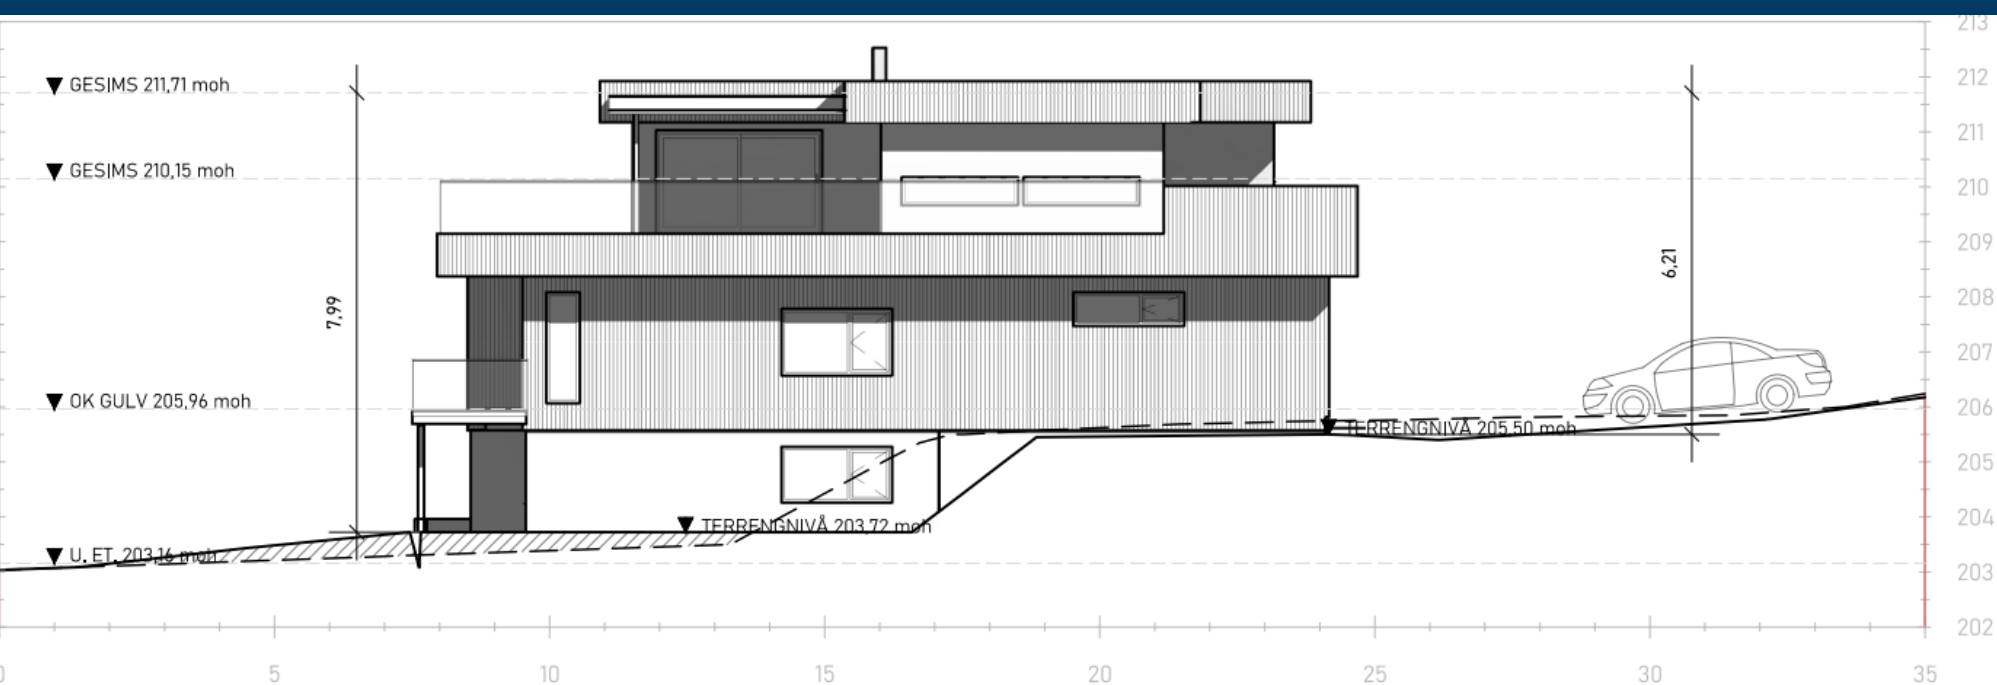 213
GESIMS 211,71 moh
212
211
GESIMS 210,15 moh
210
209
6,21
7,99
208
207
OK GULV 205,96 moh
206
TERRENGNIVÅ 205,50 moh
205
TERRENGNIVÅ 203,72 moh
204
U. ET. 203,16 moh
203
202
0 5 10 15 20 25 30 35